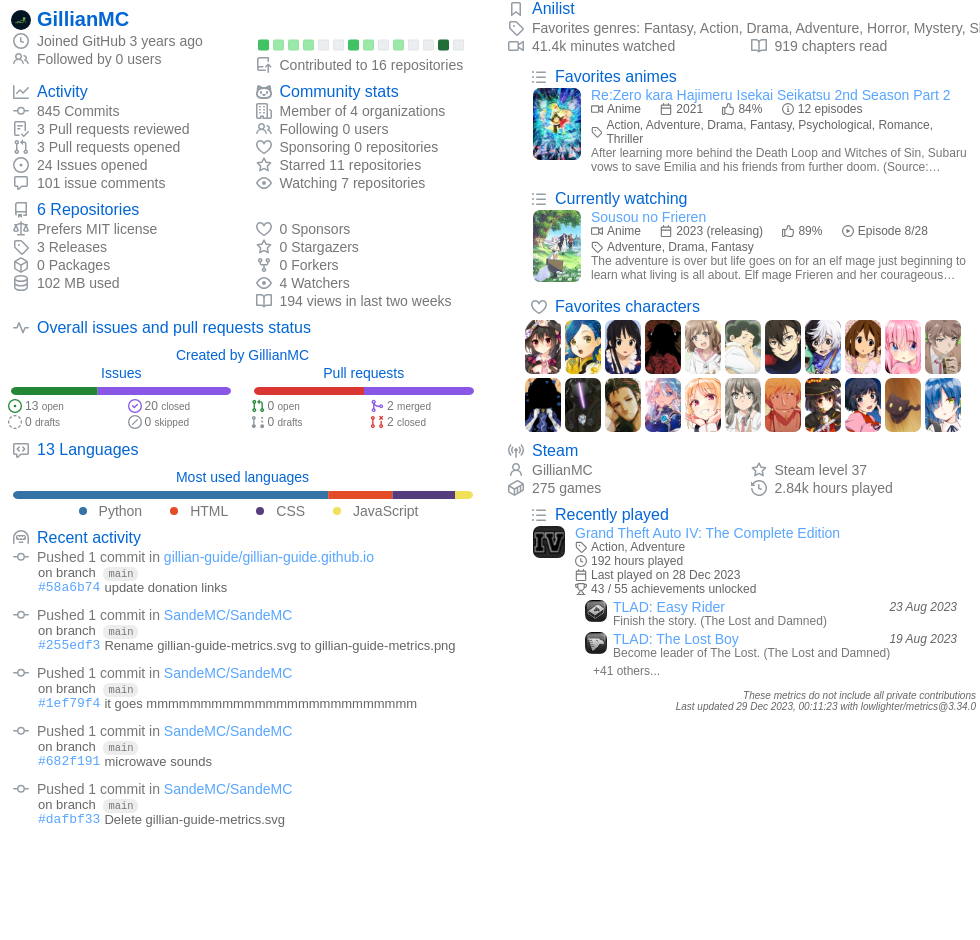 GillianMC
Joined GitHub 3 years ago
Followed by 0 users
Contributed to 16 repositories
Activity
845 Commits
3 Pull requests reviewed
3 Pull requests opened
24 Issues opened
101 issue comments
Community stats
Member of 4 organizations
Following 0 users
Sponsoring 0 repositories
Starred 11 repositories
Watching 7 repositories
6 Repositories
Prefers MIT license
3 Releases
0 Packages
102 MB used
0 Sponsors
0 Stargazers
0 Forkers
4 Watchers
194 views in last two weeks
Overall issues and pull requests status
Created by GillianMC
Issues
13 open
20 closed
0 drafts
0 skipped
Pull requests
0 open
2 merged
0 drafts
2 closed
13 Languages
Most used languages
Python HTML CSS JavaScript
Recent activity
Pushed 1 commit in gillian-guide/gillian-guide.github.io
on branch main
#58a6b74 update donation links
Pushed 1 commit in SandeMC/SandeMC
on branch main
#255edf3 Rename gillian-guide-metrics.svg to gillian-guide-metrics.png
Pushed 1 commit in SandeMC/SandeMC
on branch main
#1ef79f4 it goes mmmmmmmmmmmmmmmmmmmmmmmmm
Pushed 1 commit in SandeMC/SandeMC
on branch main
#682f191 microwave sounds
Pushed 1 commit in SandeMC/SandeMC
on branch main
#dafbf33 Delete gillian-guide-metrics.svg
Anilist
Favorites genres: Fantasy, Action, Drama, Adventure, Horror, Mystery,
41.4k minutes watched
919 chapters read
Favorites animes
Re:Zero kara Hajimeru Isekai Seikatsu 2nd Season Part 2
Anime 2021 84% 12 episodes
Action, Adventure, Drama, Fantasy, Psychological, Romance,
Thriller
After learning more behind the Death Loop and Witches of Sin, Subaru
vows to save Emilia and his friends from further doom. (Source:…
Currently watching
Sousou no Frieren
Anime 2023 (releasing) 89% Episode 8/28
Adventure, Drama, Fantasy
The adventure is over but life goes on for an elf mage just beginning to
learn what living is all about. Elf mage Frieren and her courageous…
Favorites characters
Steam
GillianMC
275 games
Steam level 37
2.84k hours played
Recently played
Grand Theft Auto IV: The Complete Edition
IV
Action, Adventure
192 hours played
Last played on 28 Dec 2023
43 / 55 achievements unlocked
TLAD: Easy Rider 23 Aug 2023
Finish the story. (The Lost and Damned)
TLAD: The Lost Boy 19 Aug 2023
Become leader of The Lost. (The Lost and Damned)
+41 others...
These metrics do not include all private contributions
Last updated 29 Dec 2023, 00:11:23 with lowlighter/metrics@3.34.0